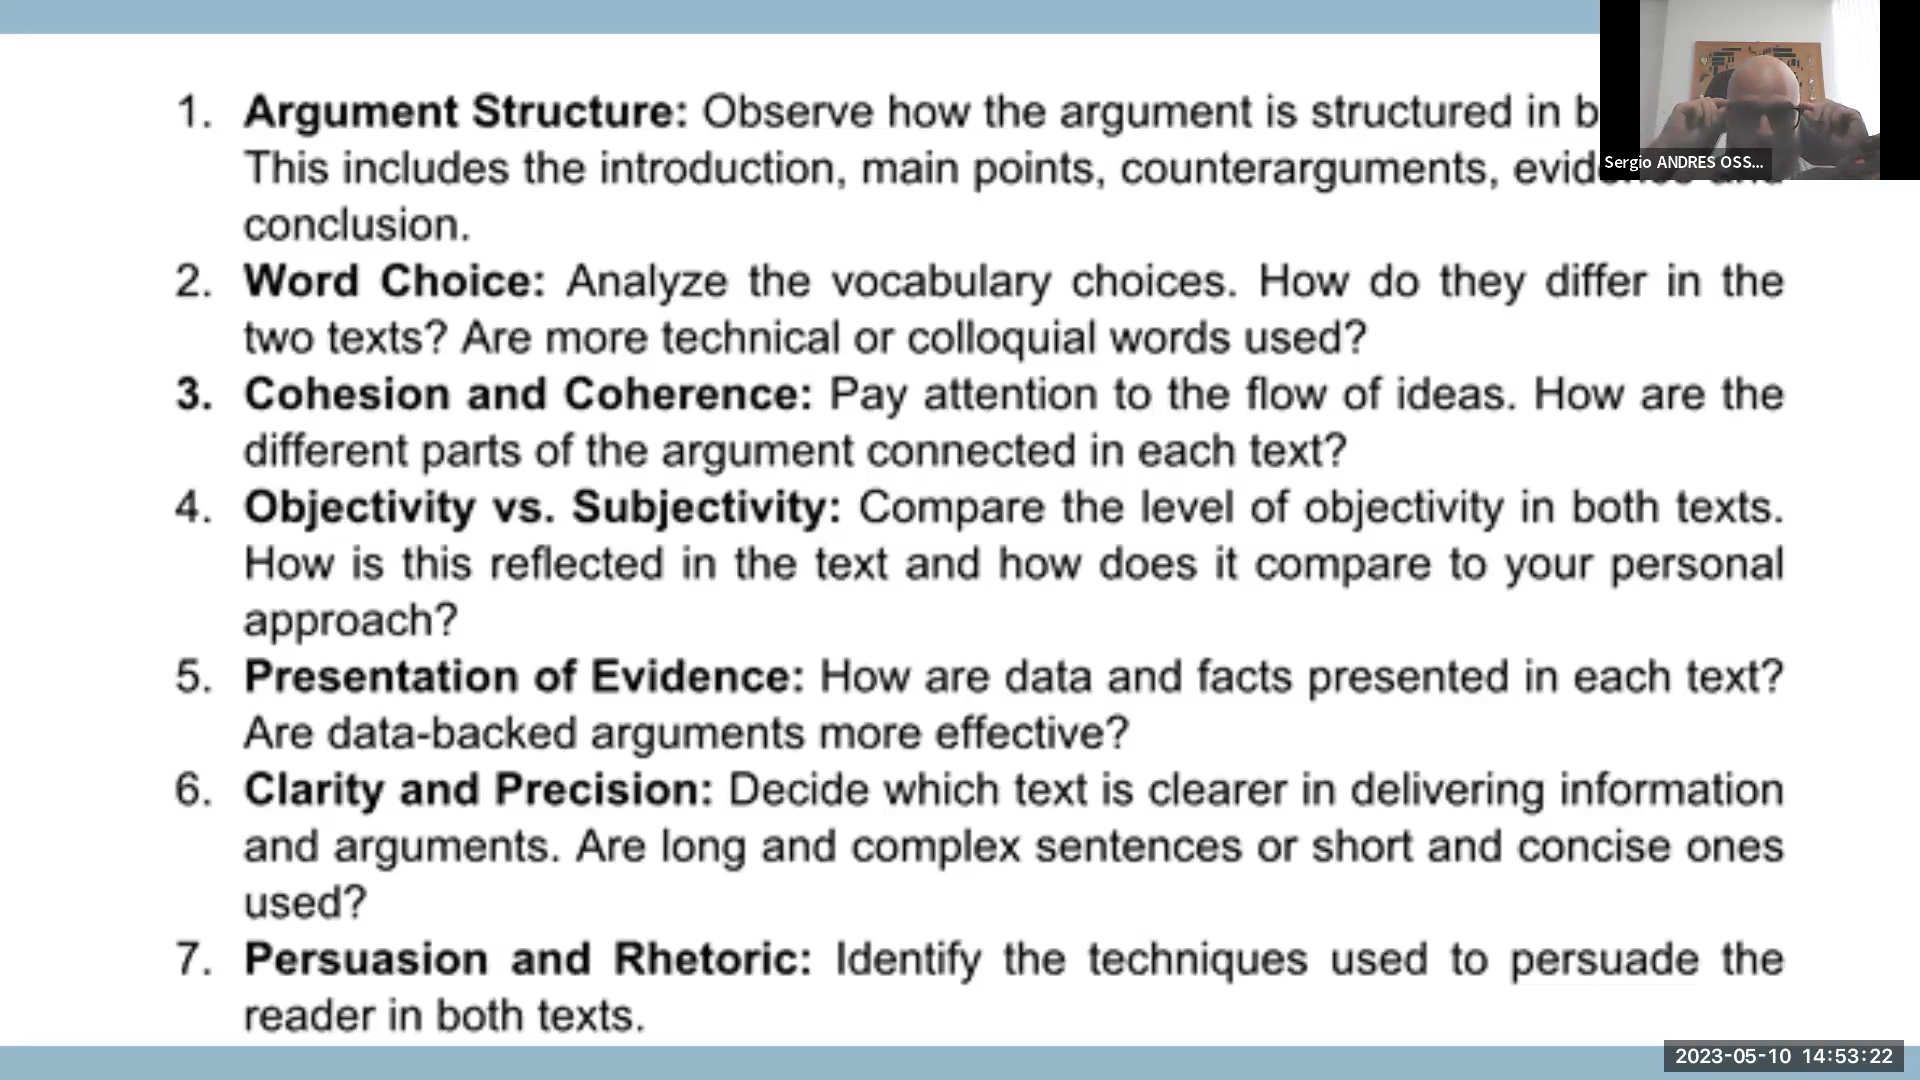 1. Argument Structure: Observe how the argument is structured in
This includes the introduction, main points, counterarguments,
conclusion.
2. Word Choice: Analyze the vocabulary choices. How do they differ in the
two texts? Are more technical or colloquial words used?
3. Cohesion and Coherence: Pay attention to the flow of ideas. How are the
different parts of the argument connected in each text?
4. Objectivity vs. Subjectivity: Compare the level of objectivity in both texts.
How is this reflected in the text and how does it compare to your personal
approach?
5. Presentation of Evidence: How are data and facts presented in each text?
Are data-backed arguments more effective?
6. Clarity and Precision: Decide which text is clearer in delivering information
and arguments. Are long and complex sentences or short and concise ones
used?
7. Persuasion and Rhetoric: Identify the techniques used to persuade the
reader in both texts.
Sergio ANDRES OSS...
2023-05-10 14:53:22